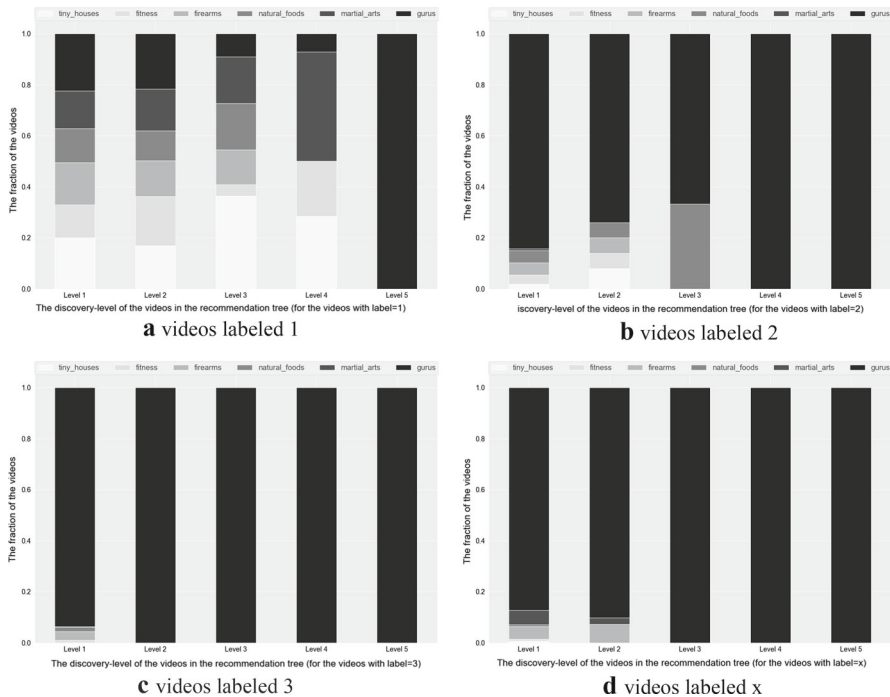 tiny_houses fitness firearms natural_foods martial_arts gurus
1.0
0.8
0.6
0.4
0.2
0.0
The fraction of the videos
Level 1 Level 2 Level 3 Level 4 Level 5
The discovery-level of the videos in the recommendation tree (for the videos with label=1)
a videos labeled 1
tiny_houses fitness firearms natural_foods martial_arts gurus
1.0
0.8
0.6
0.4
0.2
0.0
The fraction of the videos
Level 1 Level 2 Level 3 Level 4 Level 5
iscovery-level of the videos in the recommendation tree (for the videos with label=2)
b videos labeled 2
tiny_houses fitness firearms natural_foods martial_arts gurus
1.0
0.8
0.6
0.4
0.2
0.0
The fraction of the videos
Level 1 Level 2 Level 3 Level 4 Level 5
The discovery-level of the videos in the recommendation tree (for the videos with label=3)
c videos labeled 3
tiny_houses fitness firearms natural_foods martial_arts gurus
1.0
0.8
0.6
0.4
0.2
0.0
The fraction of the videos
Level 1 Level 2 Level 3 Level 4 Level 5
The discovery-level of the videos in the recommendation tree (for the videos with label=x)
d videos labeled x